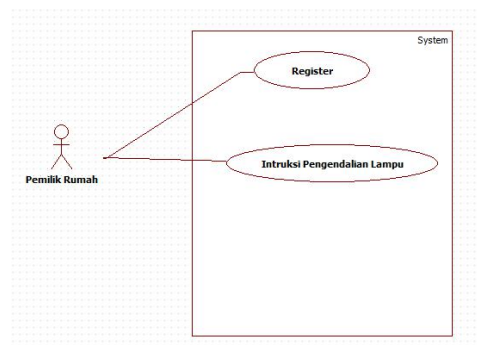 System
Register
Intruksi Pengendalian Lampu
Pemilik Rumah